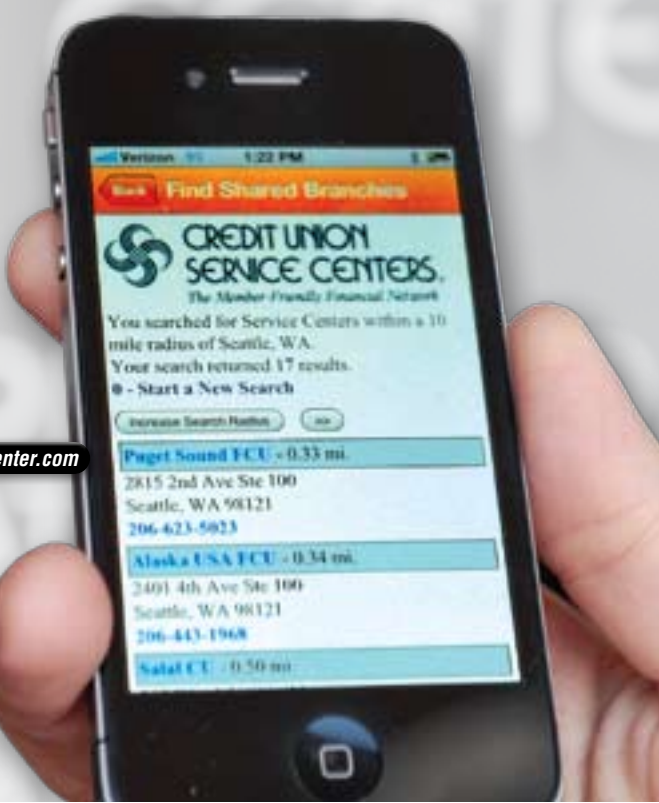 Verizon
1:22 PM
Back
Find Shared Branches
CREDIT UNION
SERVICE CENTERS.
The Member-Friendly Financial Network
You searched for Service Centers within a 10
mile radius of Seattle, WA.
Your search returned 17 results.
0 - Start a New Search
Increase Search Radius
>>
Puget Sound FCU - 0.33 mi.
2815 2nd Ave Ste 100
Seattle, WA 98121
206-623-5023
Alaska USA FCU - 0.34 mi.
2401 4th Ave Ste 100
Seattle, WA 98121
206-443-1968
Salal CU - 0.50 mi.
enter.com